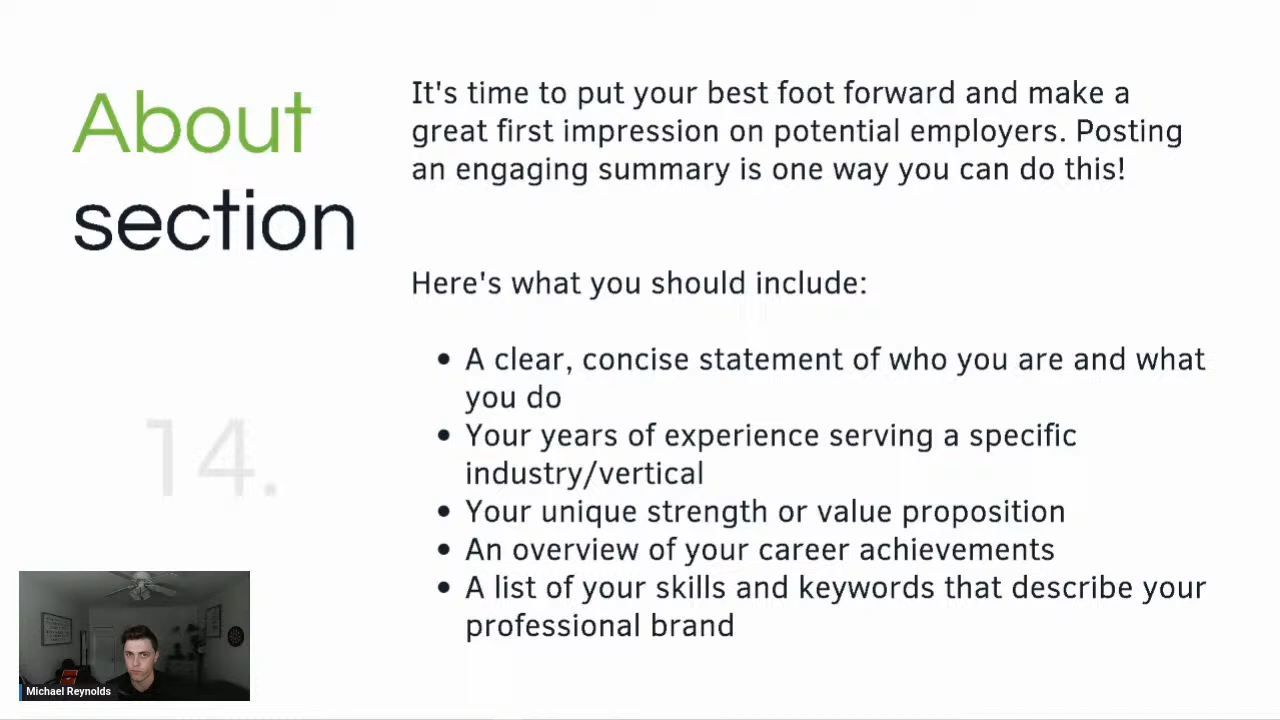 About
section
It's time to put your best foot forward and make a
great first impression on potential employers. Posting
an engaging summary is one way you can do this!
Here's what you should include:
• A clear, concise statement of who you are and what
you do
• Your years of experience serving a specific
industry/vertical
• Your unique strength or value proposition
• An overview of your career achievements
• A list of your skills and keywords that describe your
professional brand
14.
Michael Reynolds